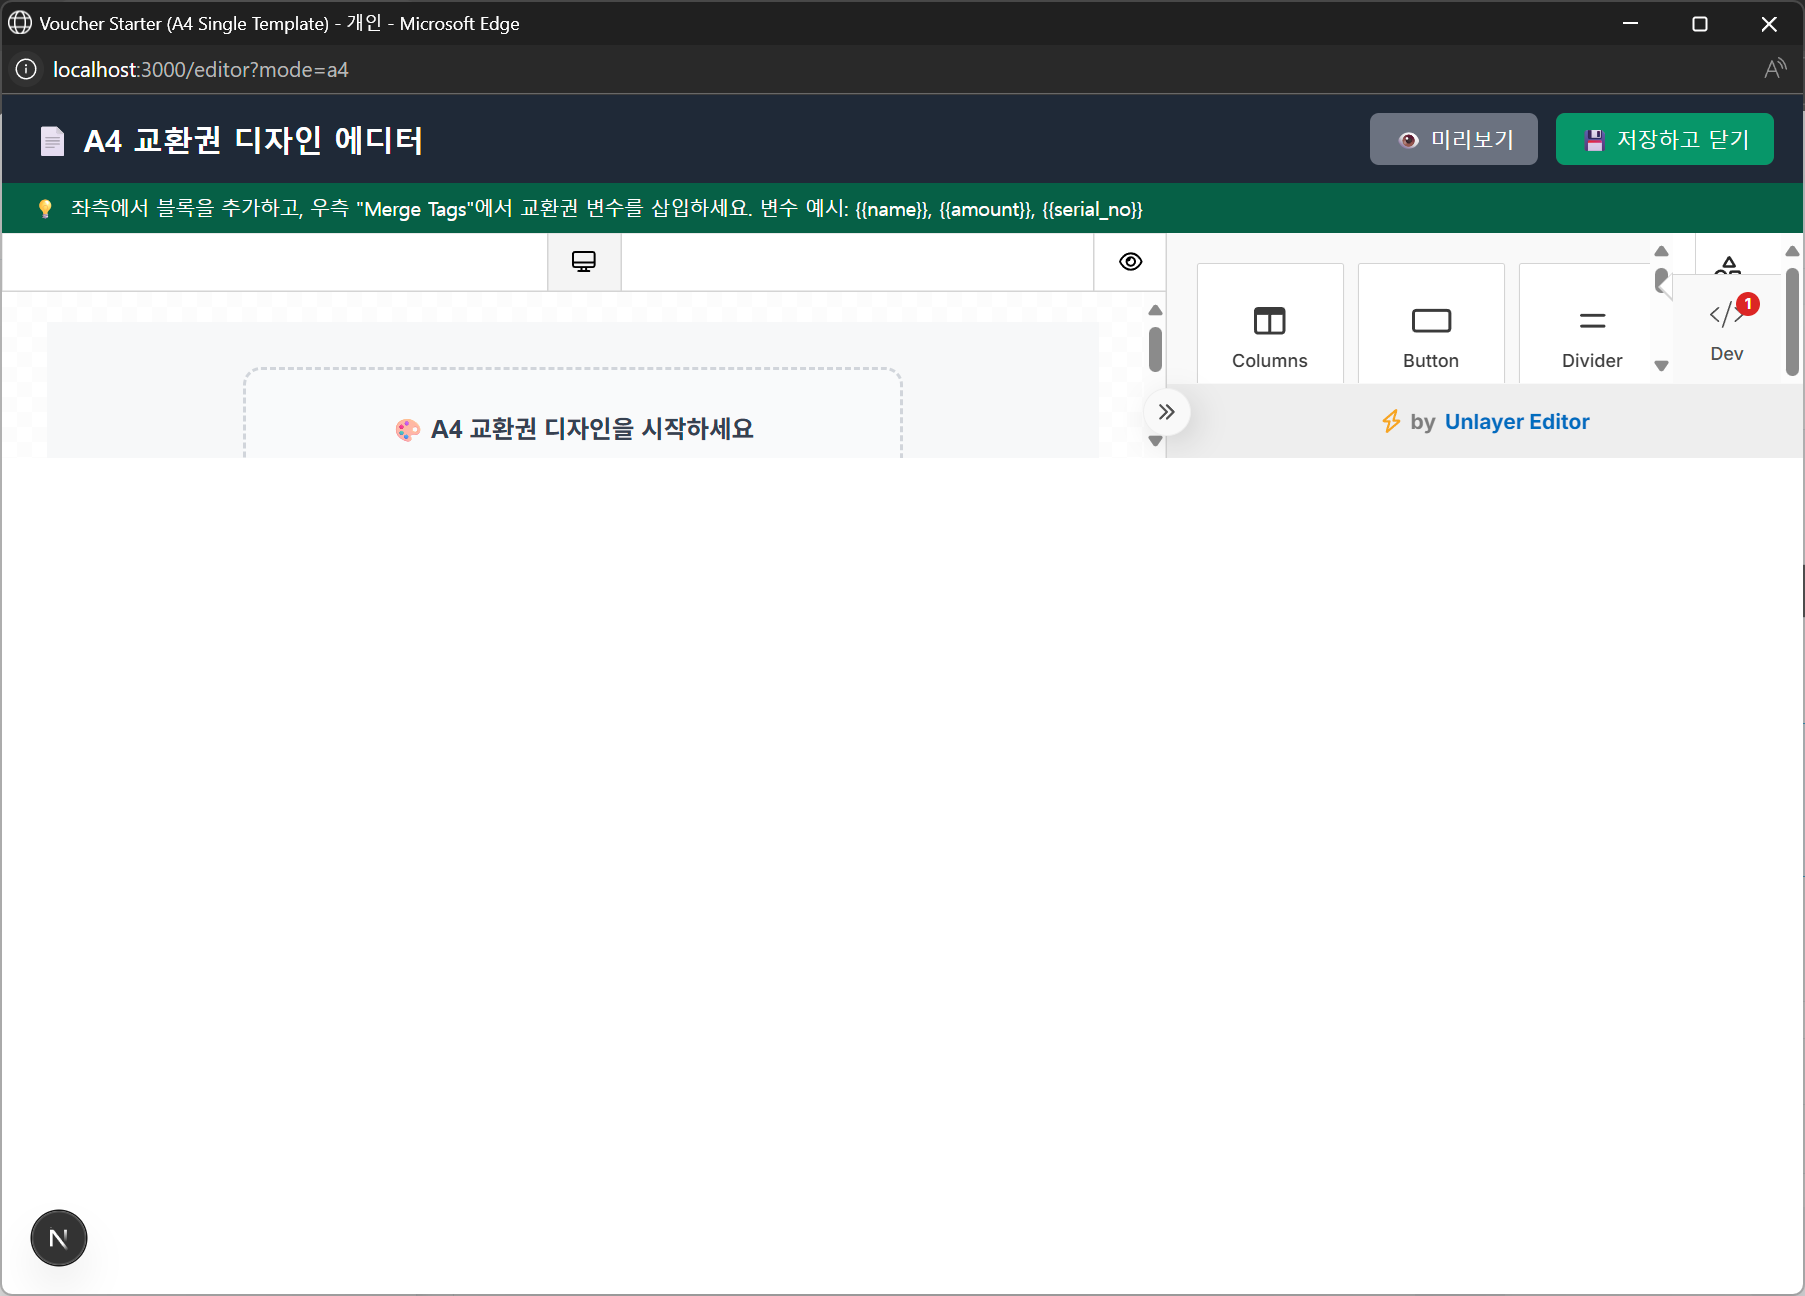 Voucher Starter (A4 Single Template) - 개인 - Microsoft Edge
localhost:3000/editor?mode=a4
A4 교환권 디자인 에디터
미리보기
저장하고 닫기
좌측에서 블록을 추가하고, 우측 "Merge Tags"에서 교환권 변수를 삽입하세요. 변수 예시: {{name}}, {{amount}}, {{serial_no}}
Columns
Button
Divider
1
Dev
A4 교환권 디자인을 시작하세요
by Unlayer Editor
N